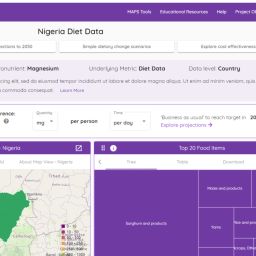 MAPS Tools Educational Resources Help Project
Nigeria Diet Data
ections to 2030 Simple dietary change scenarios Explore cost effectiveness
onutrient: Magnesium Underlying Metric: Diet Data Data level: Country
cing elit, sed do eiusmod tempor incididunt ut labore et dolore magna aliqua. Ut enim ad minim veniam, quis
commodo consequat. Learn More
Quantity Time
erence: mg per person per day 'Business as usual' to reach target in 20
Explore projections →
- Nigeria Top 20 Food Items
About Map View - Nigeria Tree Table Download
Maize and products
Sorghum and products
Yams
Rice and produ